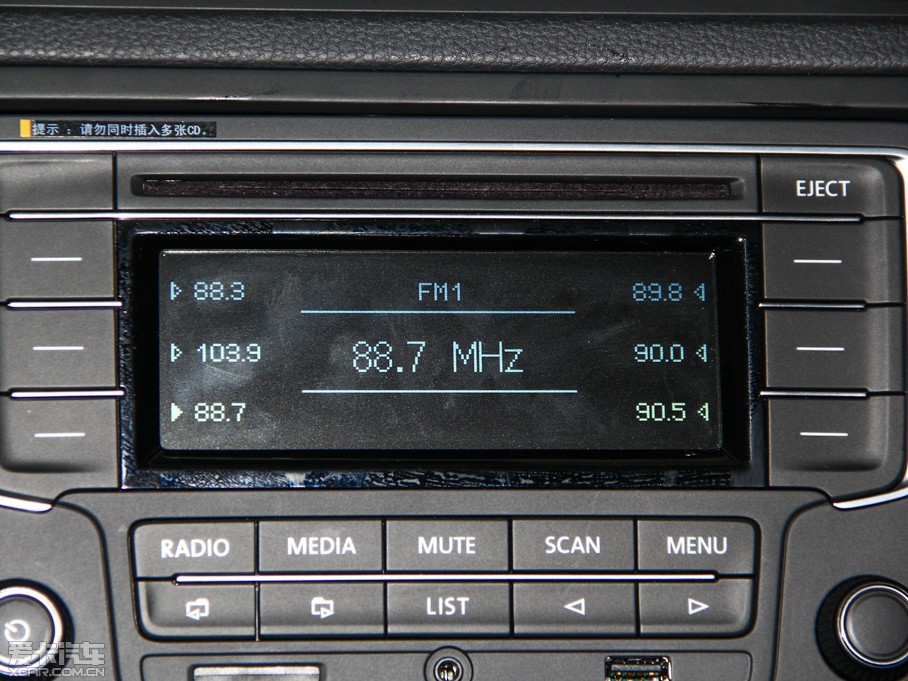 提示：请勿同时插入多张CD。
EJECT
88.3 FM1 89.8
103.9 88.7 MHz 90.0
88.7 90.5
RADIO MEDIA MUTE SCAN MENU
LIST
爱卡汽车
XCAR.COM.CN